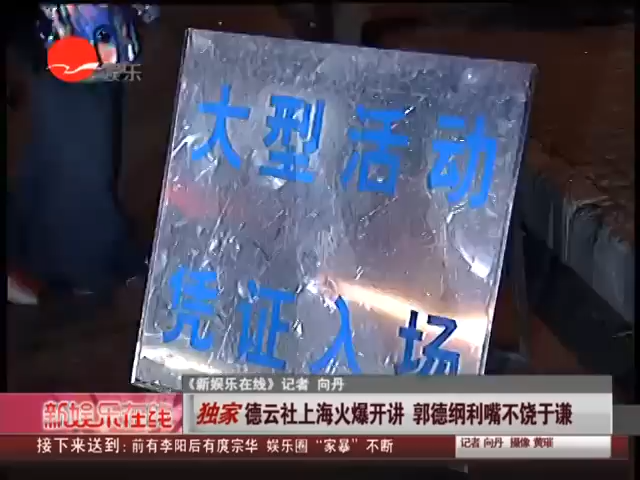 娱乐
大型活动
凭证入场
《新娱乐在线》记者 向丹
新娱乐在线
独家 德云社上海火爆开讲 郭德纲利嘴不饶于谦
接下来送到：前有李阳后有度宗华 娱乐圈“家暴”不断
记者 向丹 摄像 黄璀